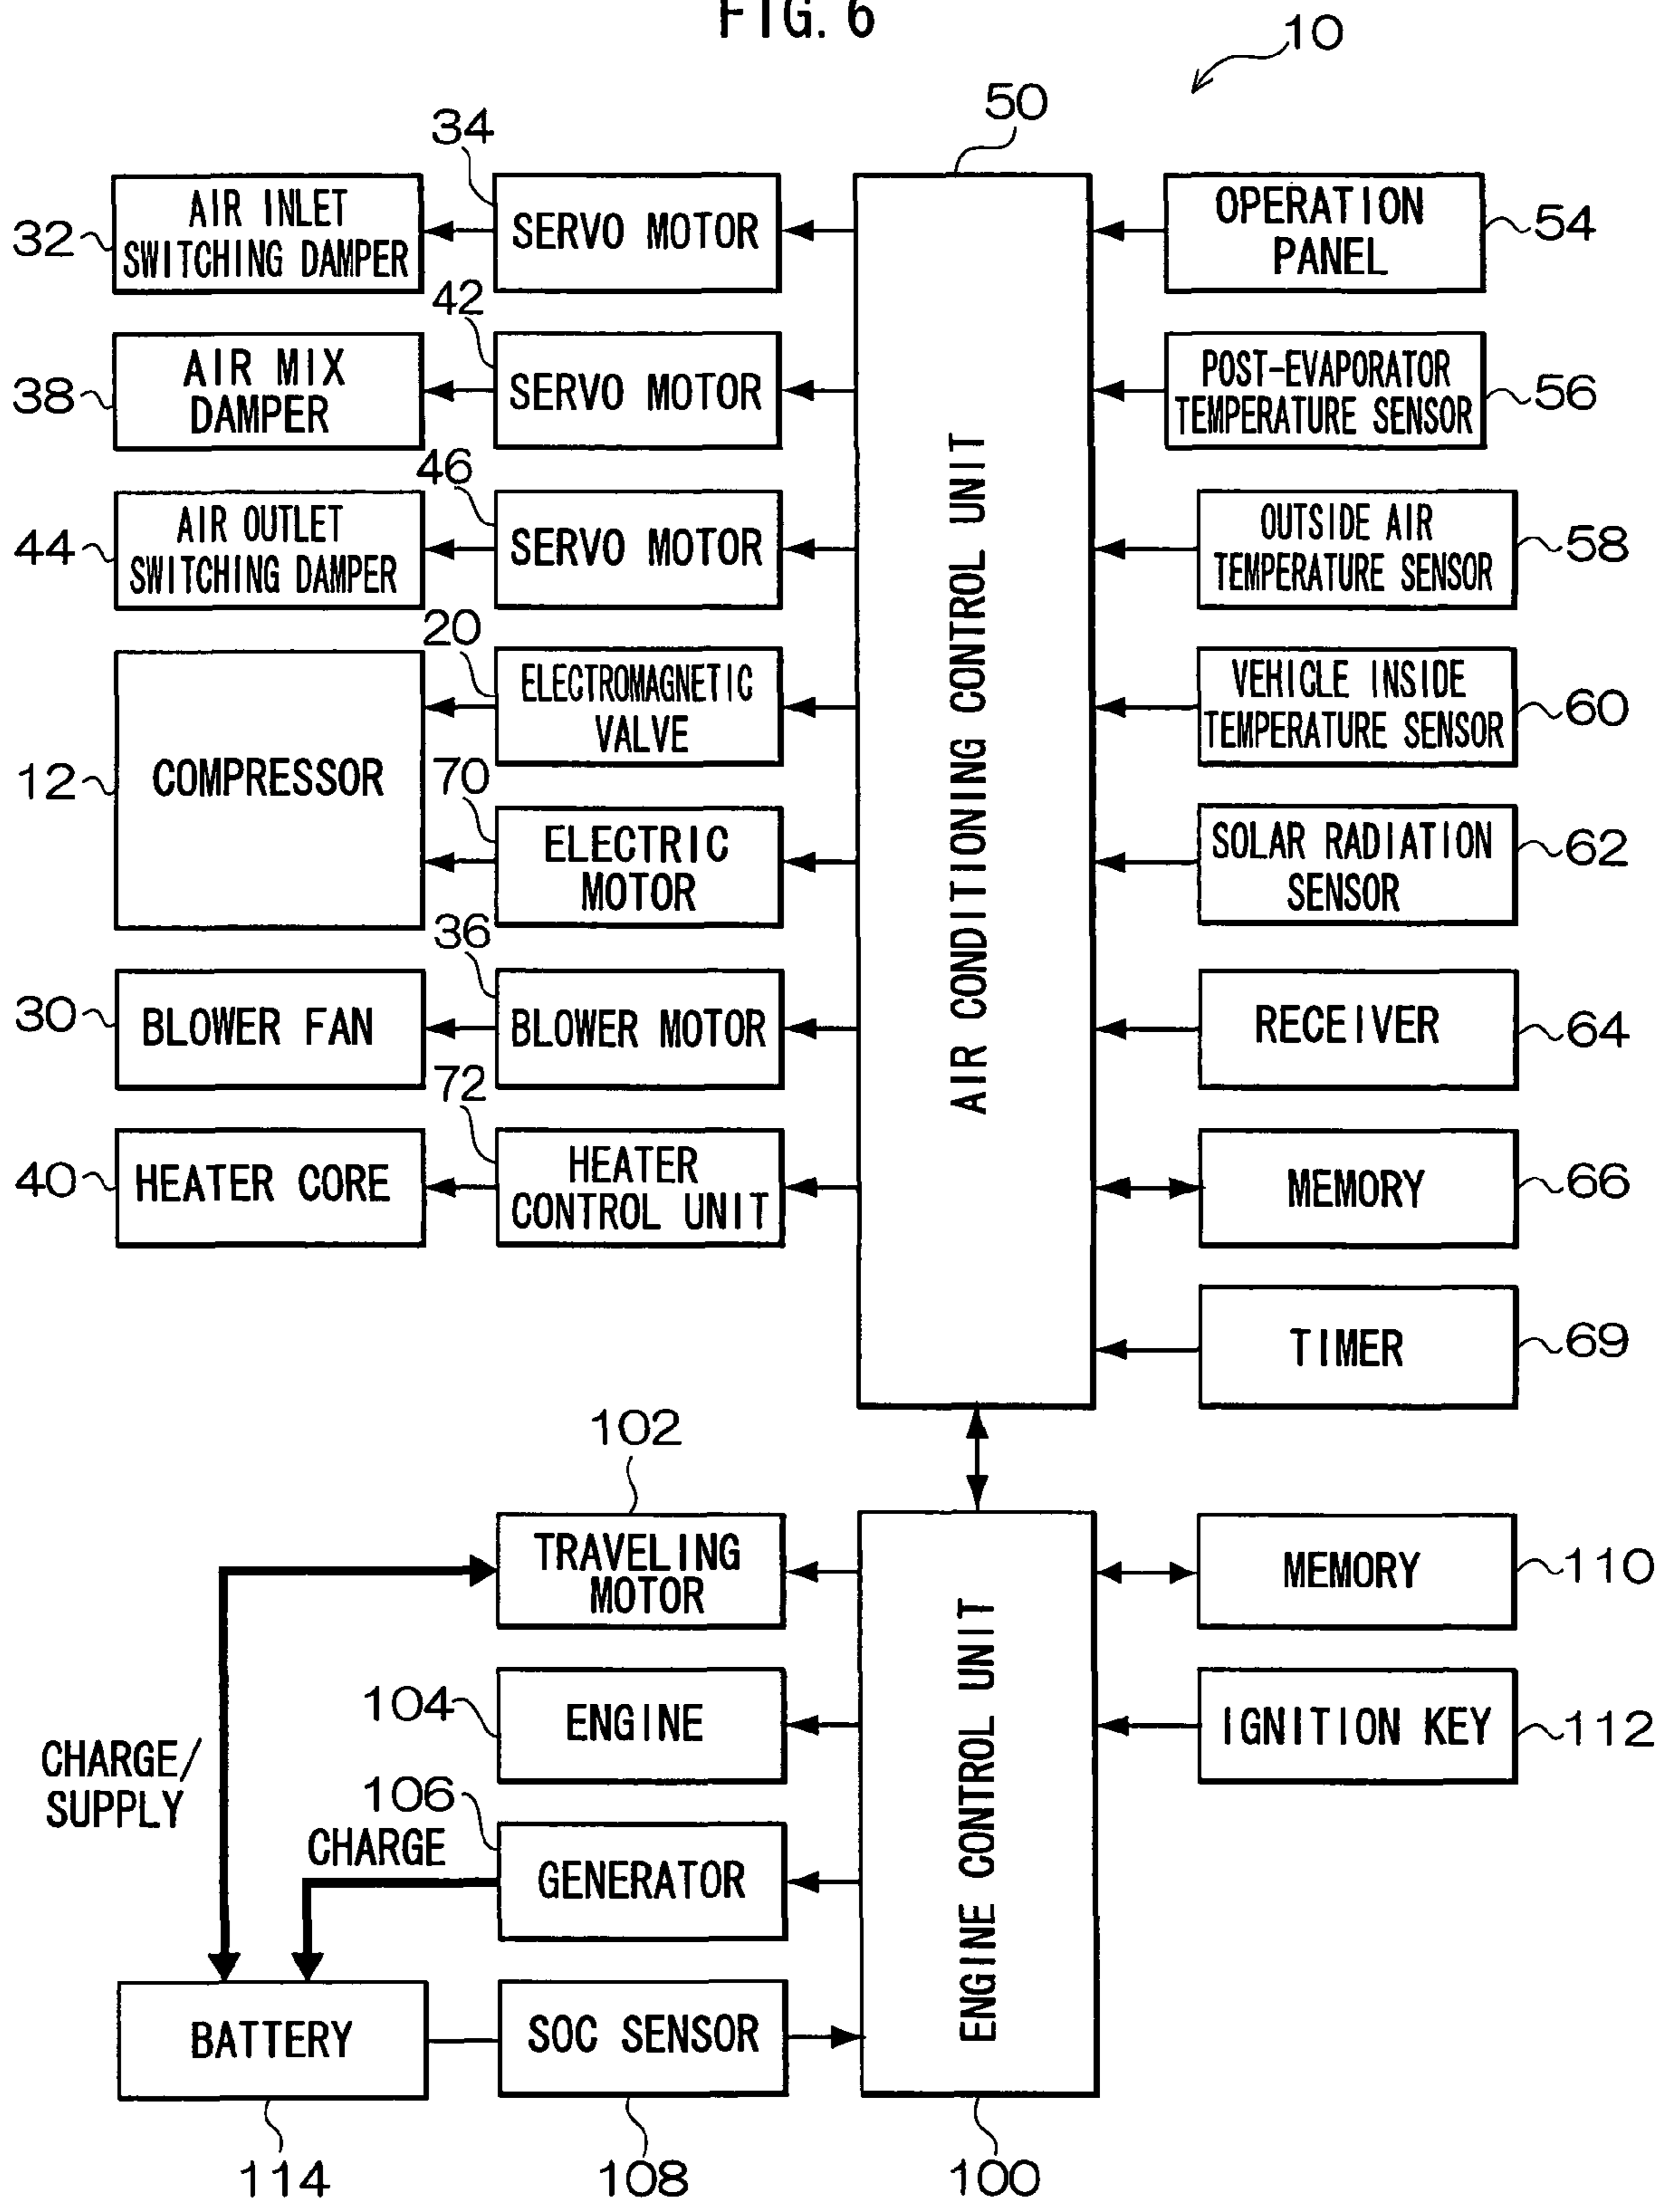 FIG. 6
10
50
34
32
AIR INLET
SWITCHING DAMPER
SERVO MOTOR
OPERATION
PANEL
54
42
38
AIR MIX
DAMPER
SERVO MOTOR
POST-EVAPORATOR
TEMPERATURE SENSOR
56
46
44
AIR OUTLET
SWITCHING DAMPER
SERVO MOTOR
OUTSIDE AIR
TEMPERATURE SENSOR
58
20
ELECTROMAGNETIC
VALVE
VEHICLE INSIDE
TEMPERATURE SENSOR
60
12
COMPRESSOR
70
ELECTRIC
MOTOR
SOLAR RADIATION
SENSOR
62
AIR CONDITIONING CONTROL UNIT
36
30
BLOWER FAN
BLOWER MOTOR
RECEIVER
64
72
40
HEATER CORE
HEATER
CONTROL UNIT
MEMORY
66
TIMER
69
102
TRAVELING
MOTOR
MEMORY
110
104
ENGINE
IGNITION KEY
112
CHARGE/
SUPPLY
106
CHARGE
GENERATOR
ENGINE CONTROL UNIT
BATTERY
SOC SENSOR
114
108
100